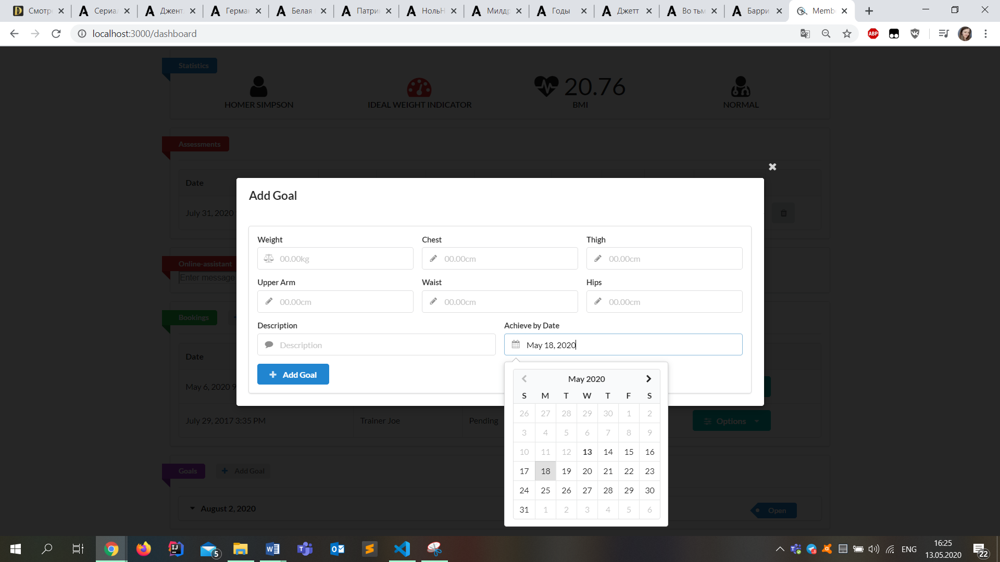 Смотр
Сериал
Джент
Герман
Белая
Патри
НольН
Милдр
Годы
Джетт
Во тьм
Барри
Memb
localhost:3000/dashboard
ABP
Statistics
20.76
HOMER SIMPSON
IDEAL WEIGHT INDICATOR
BMI
NORMAL
Assessments
Date
July 31, 2020
Add Goal
Weight
Chest
Thigh
00.00kg
00.00cm
00.00cm
Online-assistant
Enter message
Upper Arm
Waist
Hips
00.00cm
00.00cm
00.00cm
Bookings
Description
Achieve by Date
Description
May 18, 2020
Date
Add Goal
May 2020
May 6, 2020 9
S M T W T F S
26 27 28 29 30 1 2
July 29, 2017 3:35 PM
Trainer Joe
Pending
Options
3 4 5 6 7 8 9
10 11 12 13 14 15 16
Goals
Add Goal
17 18 19 20 21 22 23
24 25 26 27 28 29 30
August 2, 2020
Open
31 1 2 3 4 5 6
5
ENG
16:25
13.05.2020
22